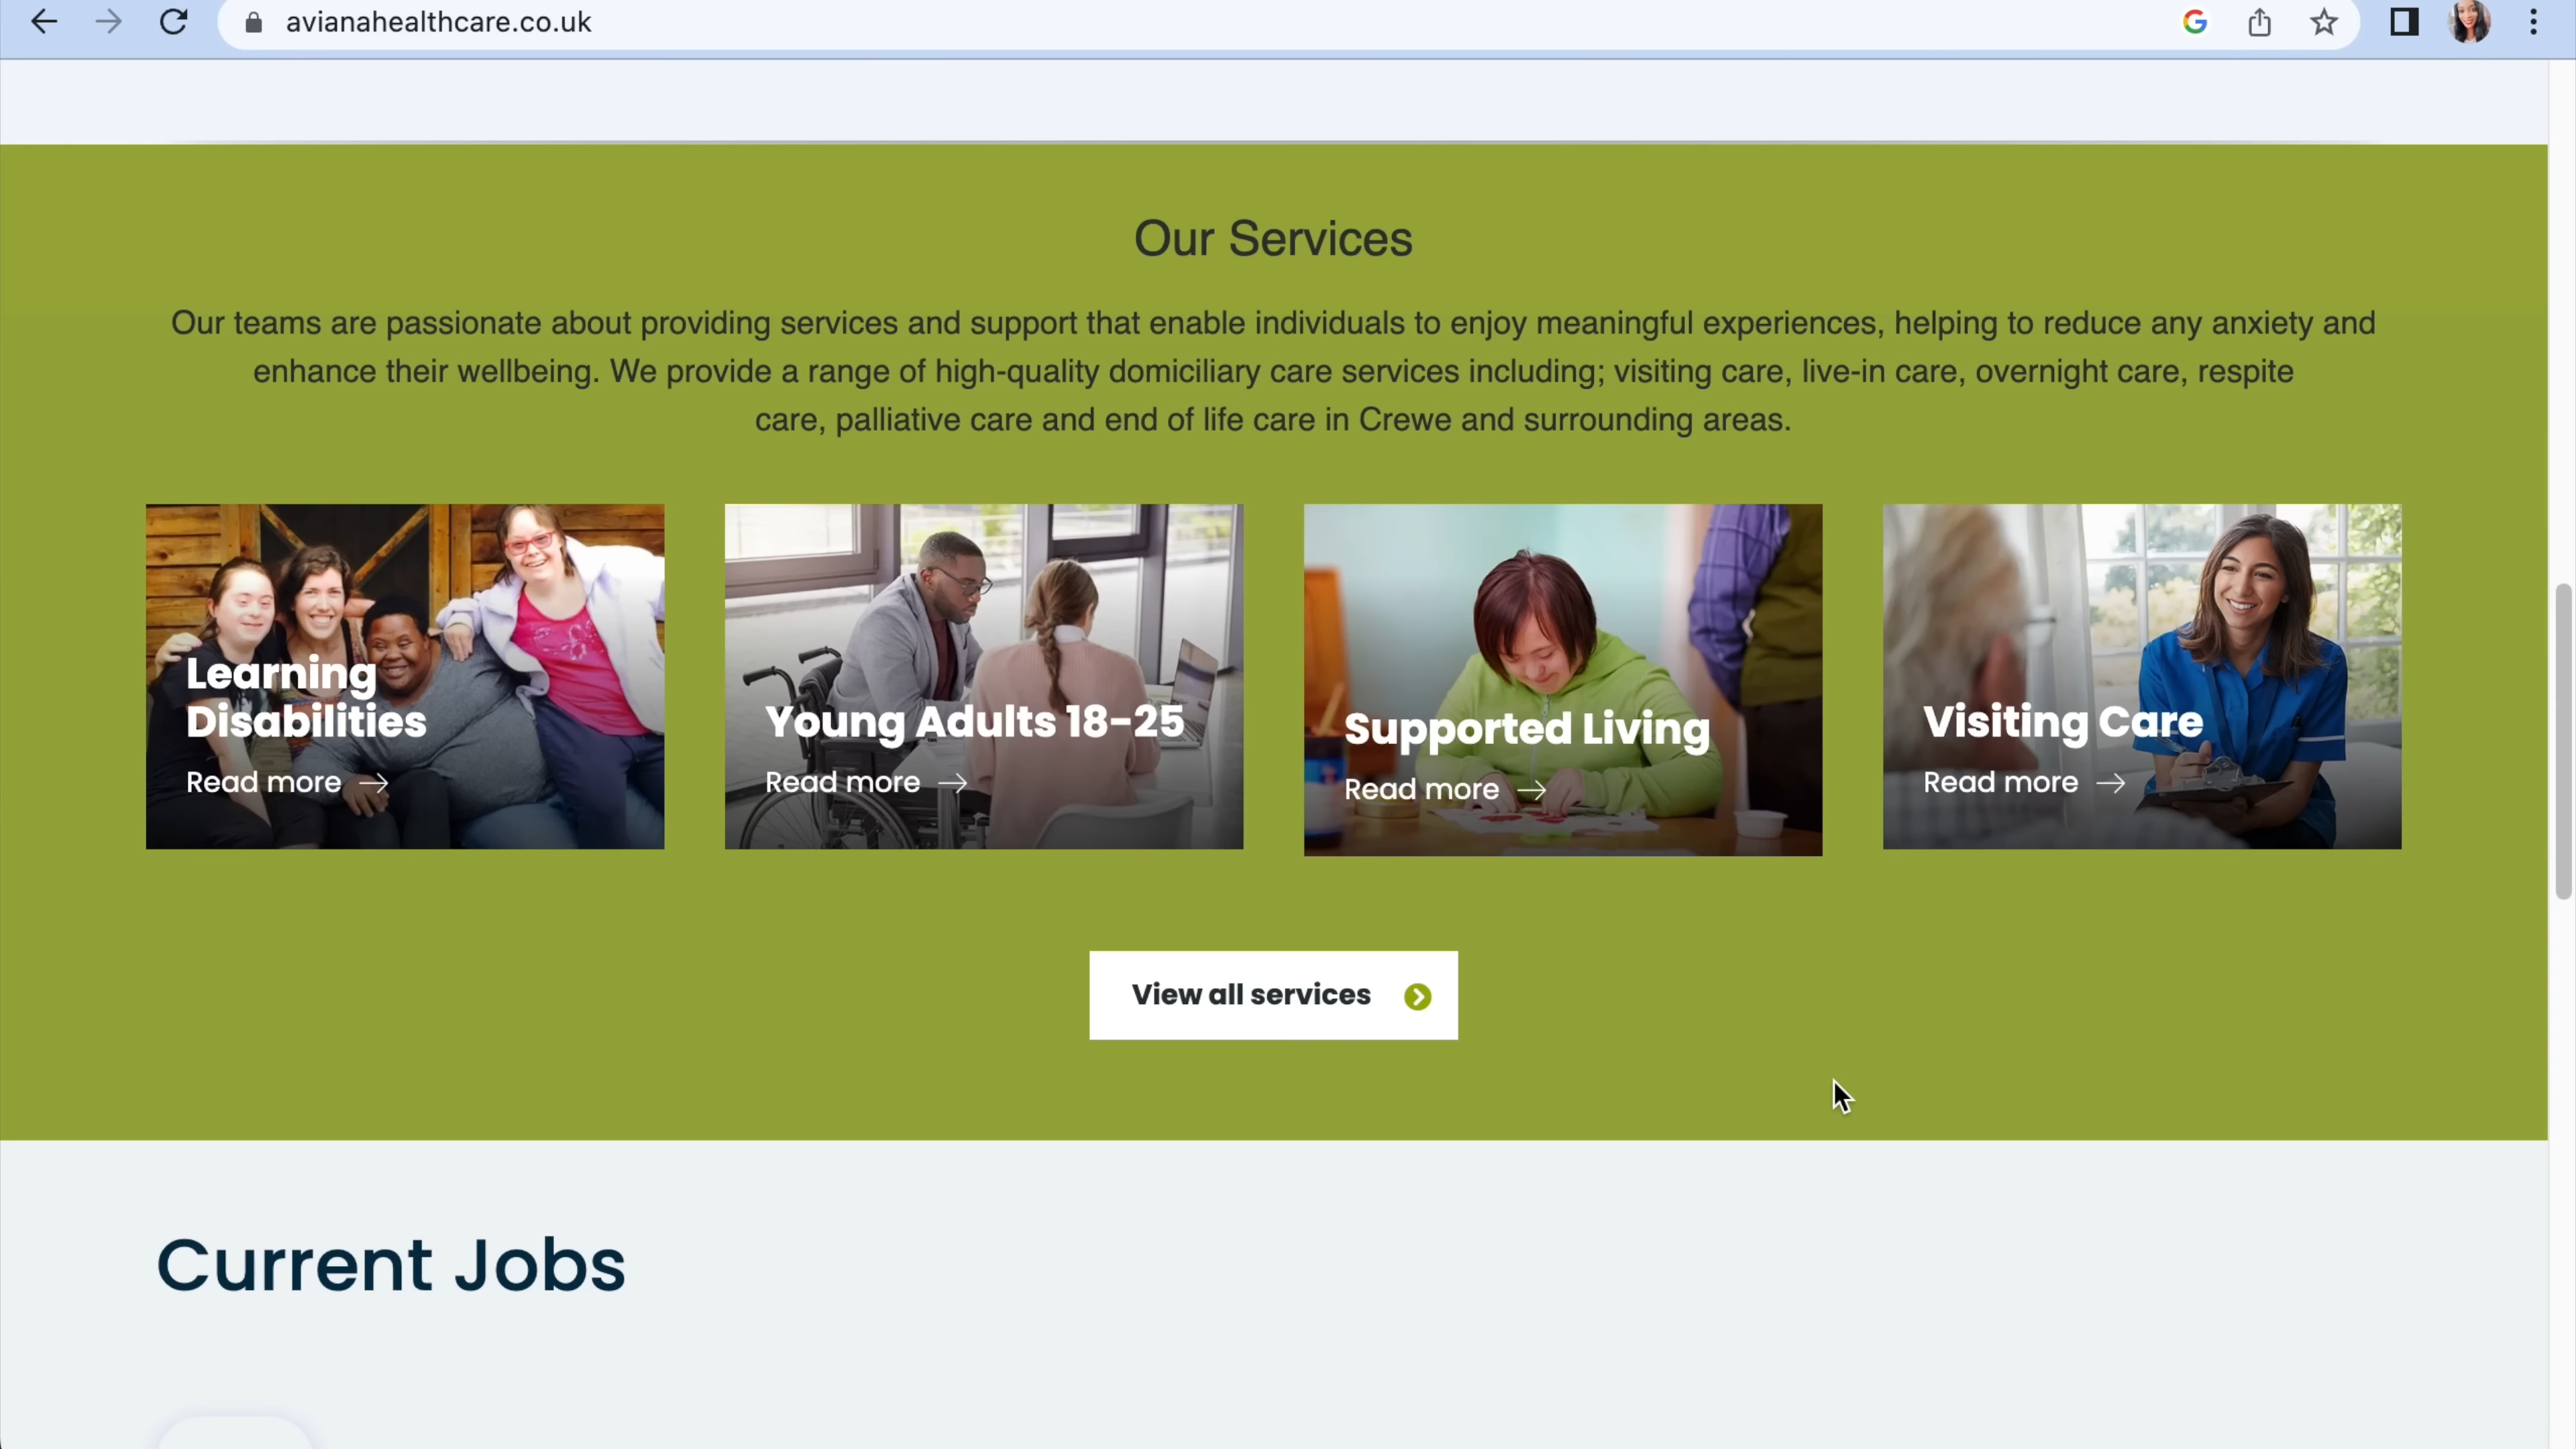 avianahealthcare.co.uk
Our Services
Our teams are passionate about providing services and support that enable individuals to enjoy meaningful experiences, helping to reduce any anxiety and
enhance their wellbeing. We provide a range of high-quality domiciliary care services including; visiting care, live-in care, overnight care, respite
care, palliative care and end of life care in Crewe and surrounding areas.
Learning
Disabilities
Read more →
Young Adults 18-25
Read more →
Supported Living
Read more →
Visiting Care
Read more →
View all services
Current Jobs